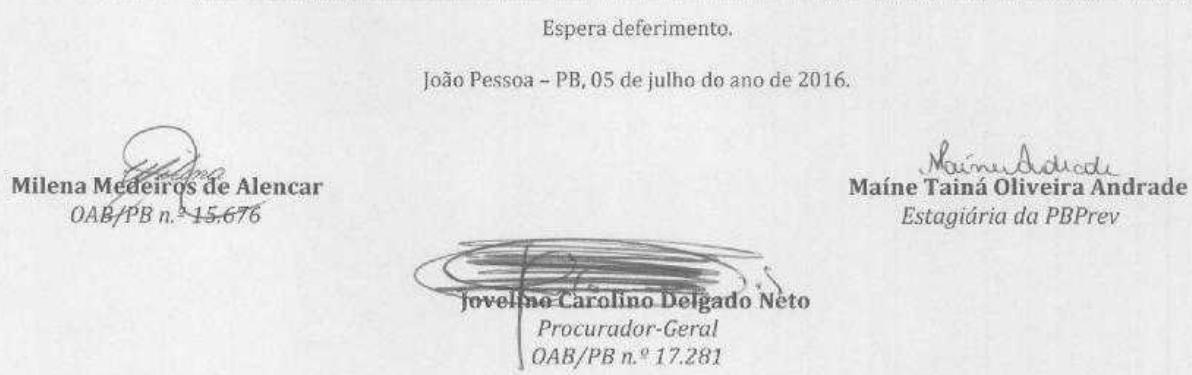 Espera deferimento.
João Pessoa – PB, 05 de julho do ano de 2016.
Milena
Milena Medeiros de Alencar
OAB/PB n.º 15.676
Maíne Andrade
Maíne Tainá Oliveira Andrade
Estagiária da PBPrev
Jovelino Carolino Delgado Neto
Procurador-Geral
OAB/PB n.º 17.281